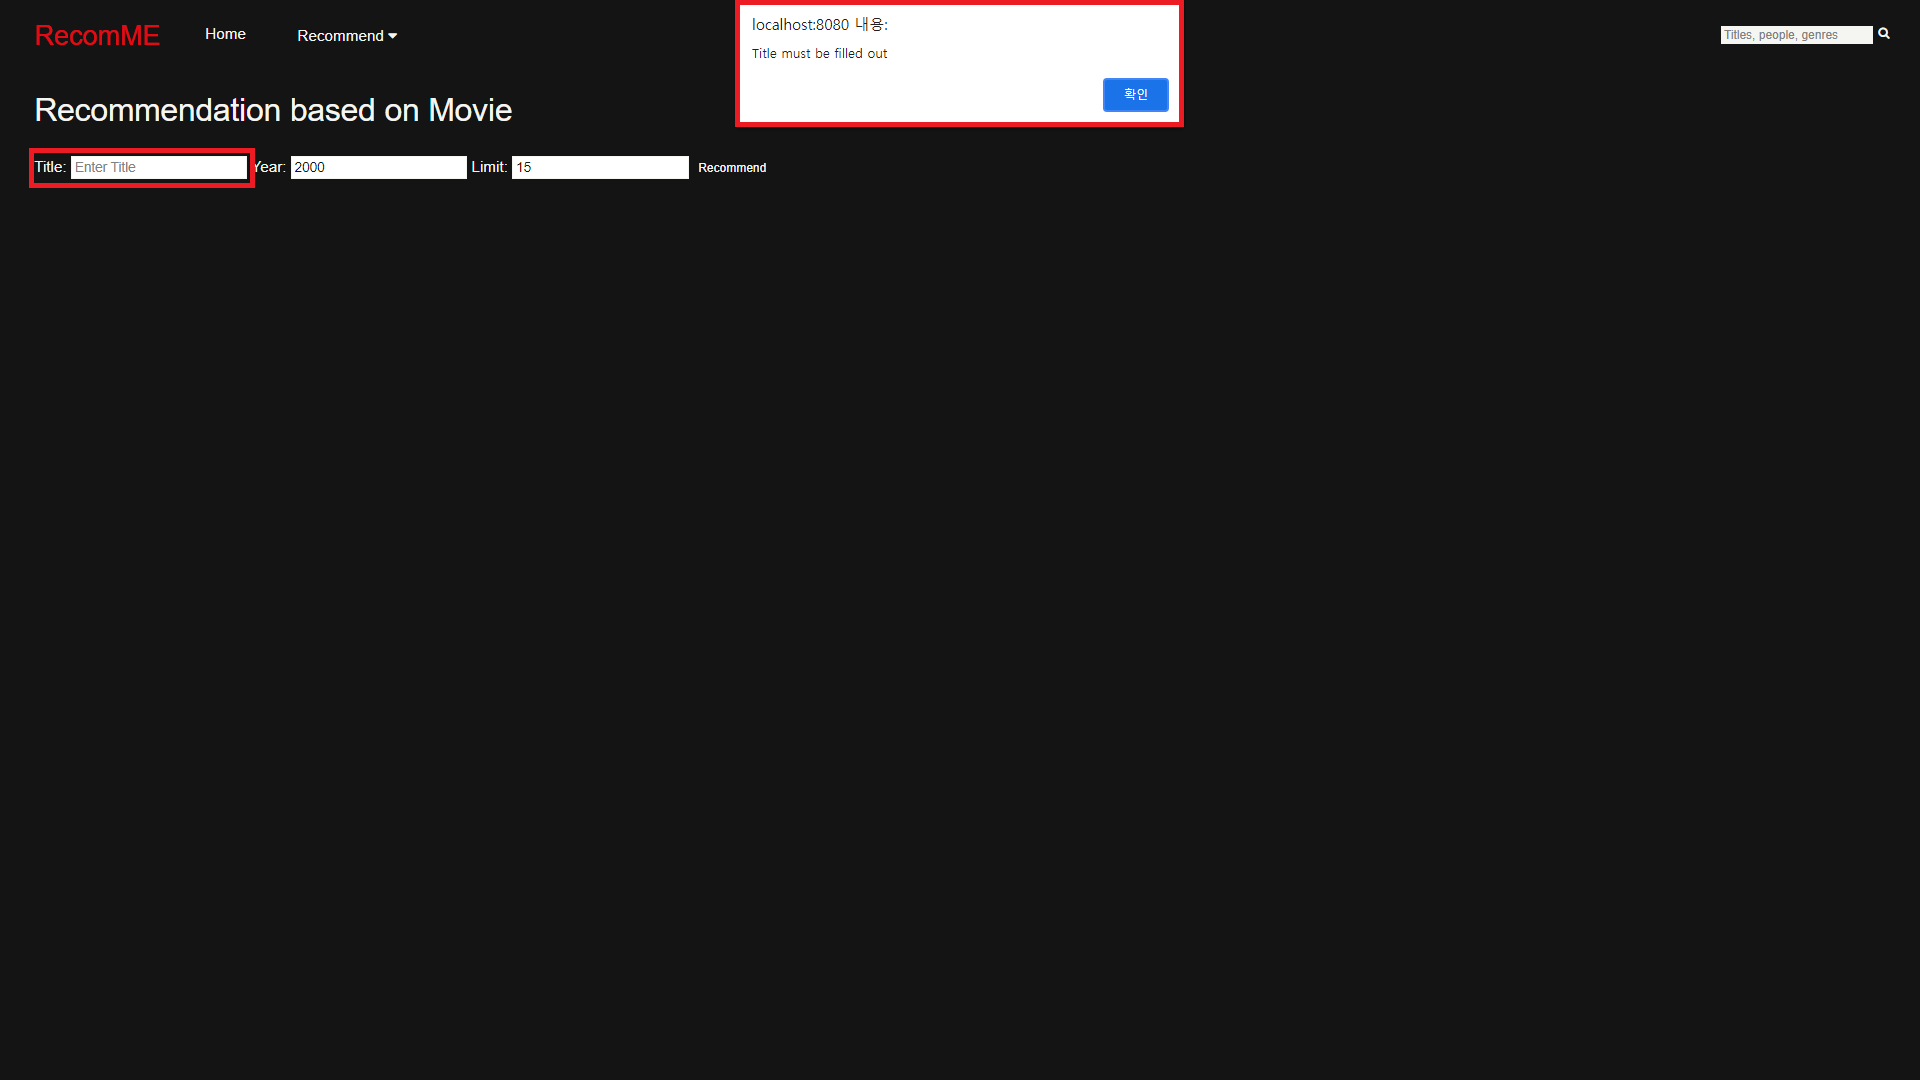 RecomME
Home
Recommend
localhost:8080 내용:
Title must be filled out
확인
Titles, people, genres
Recommendation based on Movie
Title: Enter Title Year: 2000 Limit: 15 Recommend